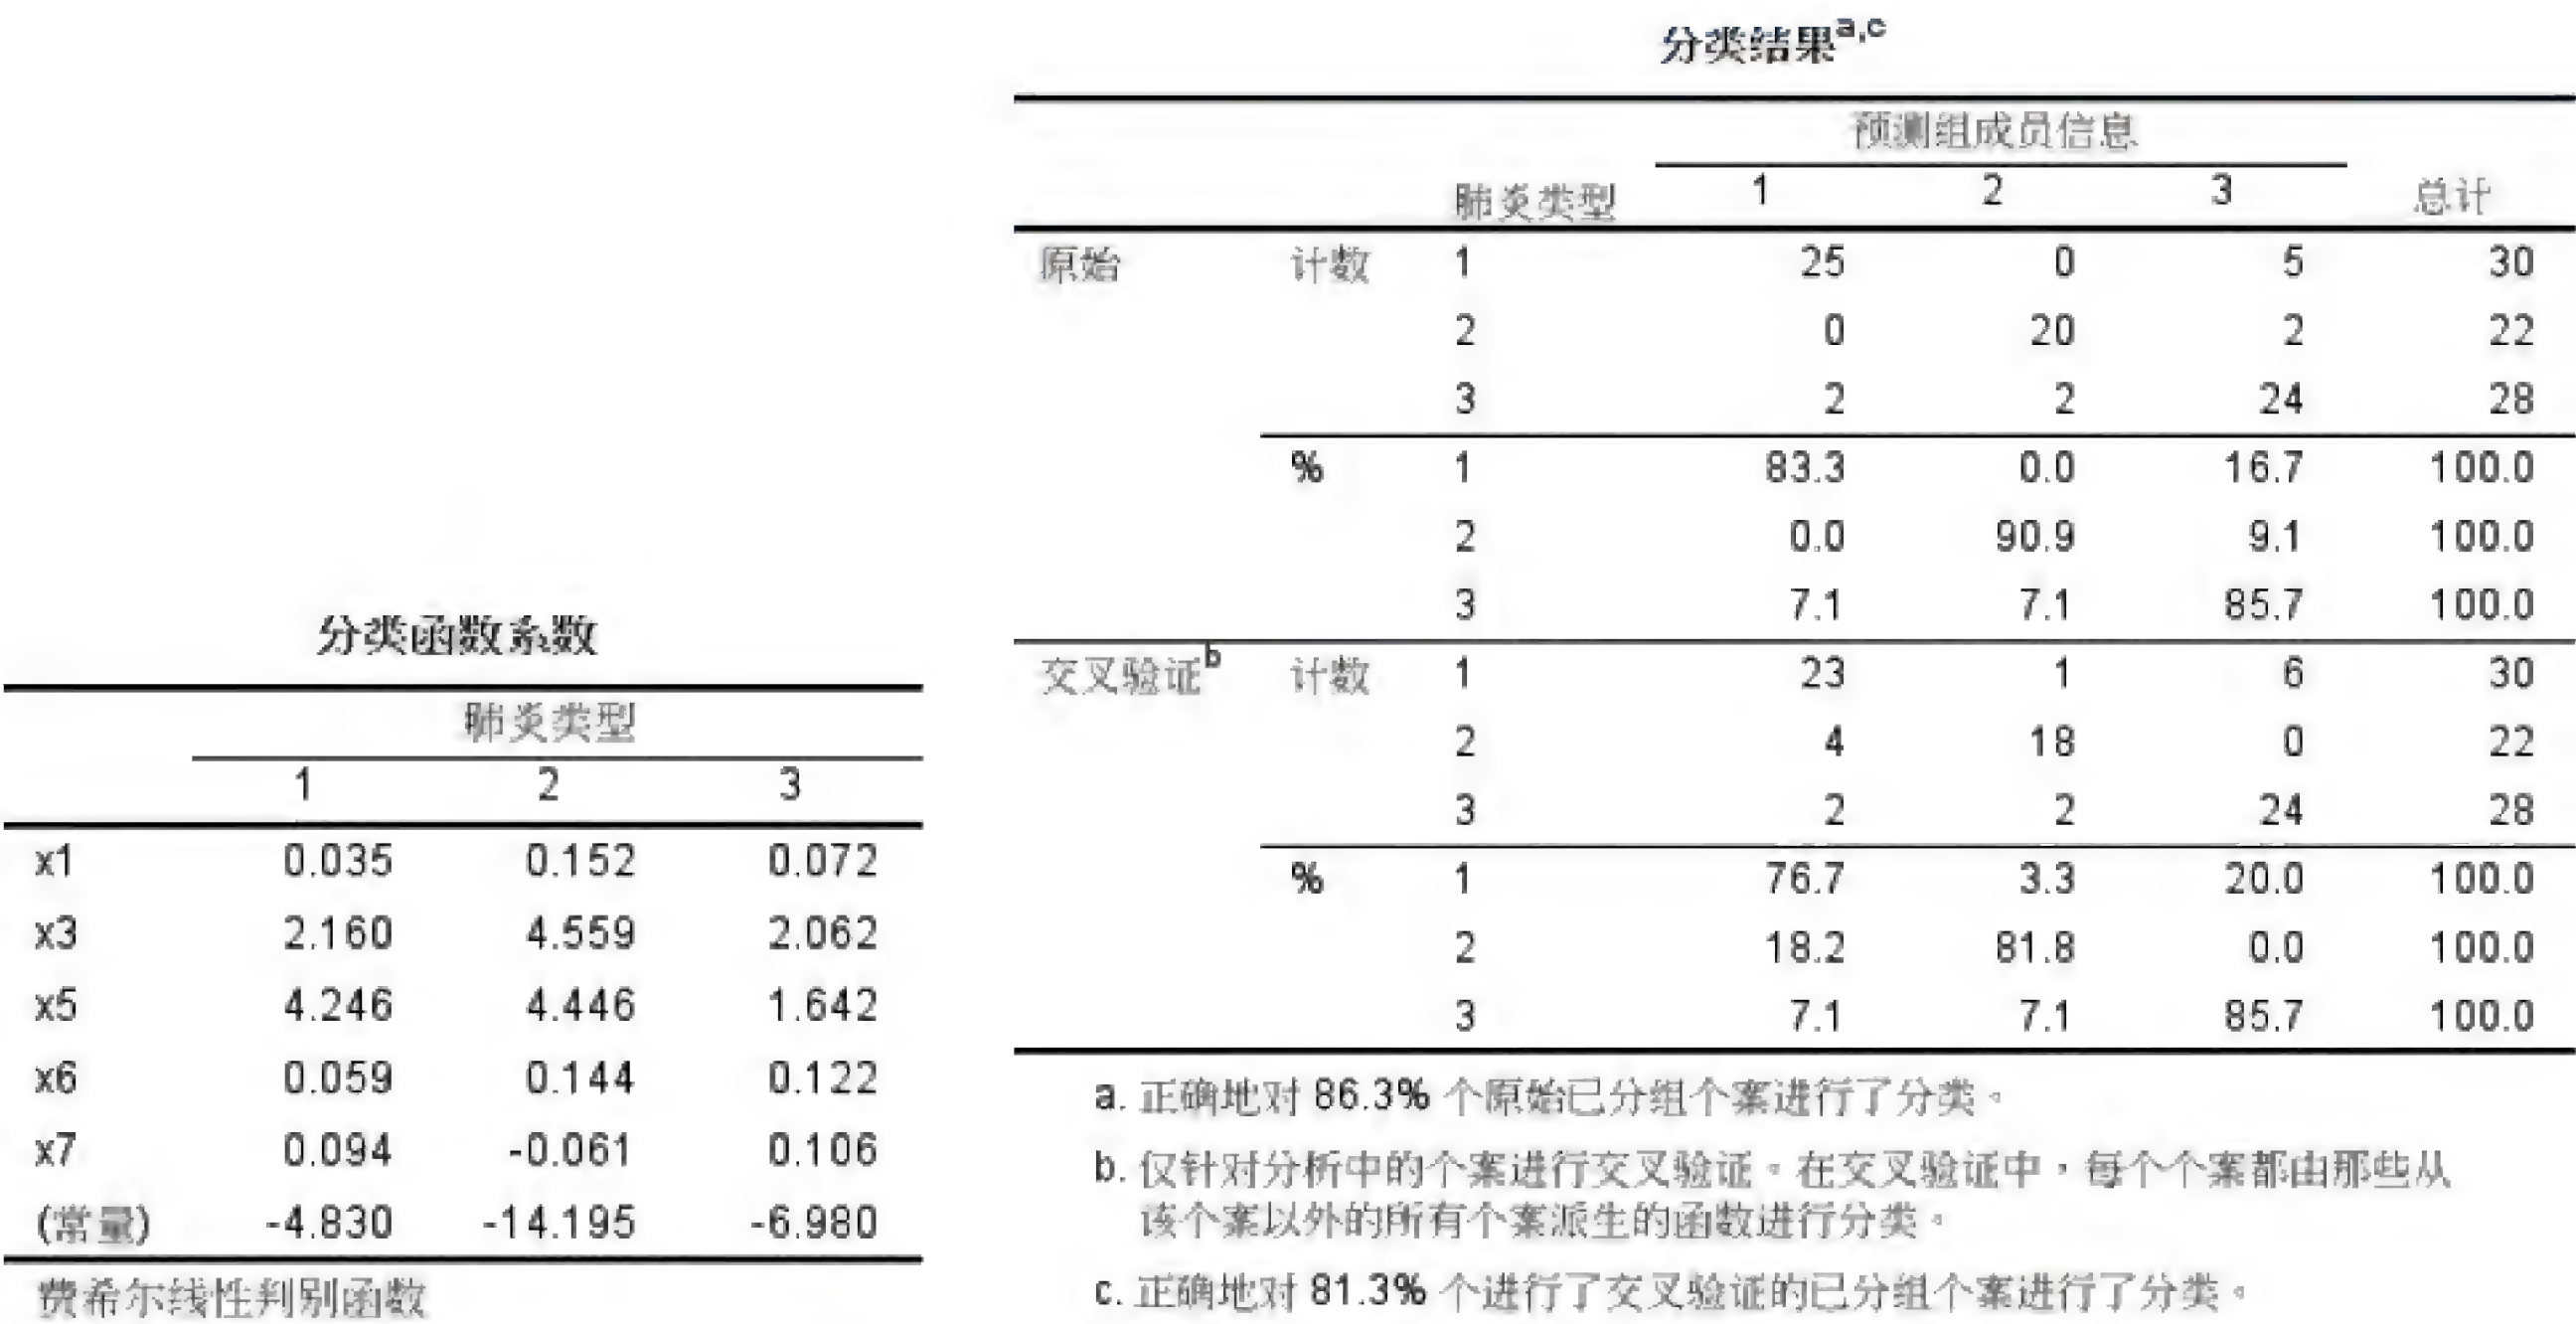 分类函数系数
肺炎类型
1 2 3
x1 0.035 0.152 0.072
x3 2.160 4.559 2.062
x5 4.246 4.446 1.642
x6 0.059 0.144 0.122
x7 0.094 -0.061 0.106
(常量) -4.830 -14.195 -6.980
费希尔线性判别函数
分类结果a,c
预测组成员信息
肺炎类型 1 2 3 总计
原始 计数 1 25 0 5 30
2 0 20 2 22
3 2 2 24 28
% 1 83.3 0.0 16.7 100.0
2 0.0 90.9 9.1 100.0
3 7.1 7.1 85.7 100.0
交叉验证b 计数 1 23 1 6 30
2 4 18 0 22
3 2 2 24 28
% 1 76.7 3.3 20.0 100.0
2 18.2 81.8 0.0 100.0
3 7.1 7.1 85.7 100.0
a. 正确地对 86.3% 个原始已分组个案进行了分类。
b. 仅针对分析中的个案进行交叉验证。在交叉验证中，每个个案都由那些从
该个案以外的所有个案派生的函数进行分类。
c. 正确地对 81.3% 个进行了交叉验证的已分组个案进行了分类。